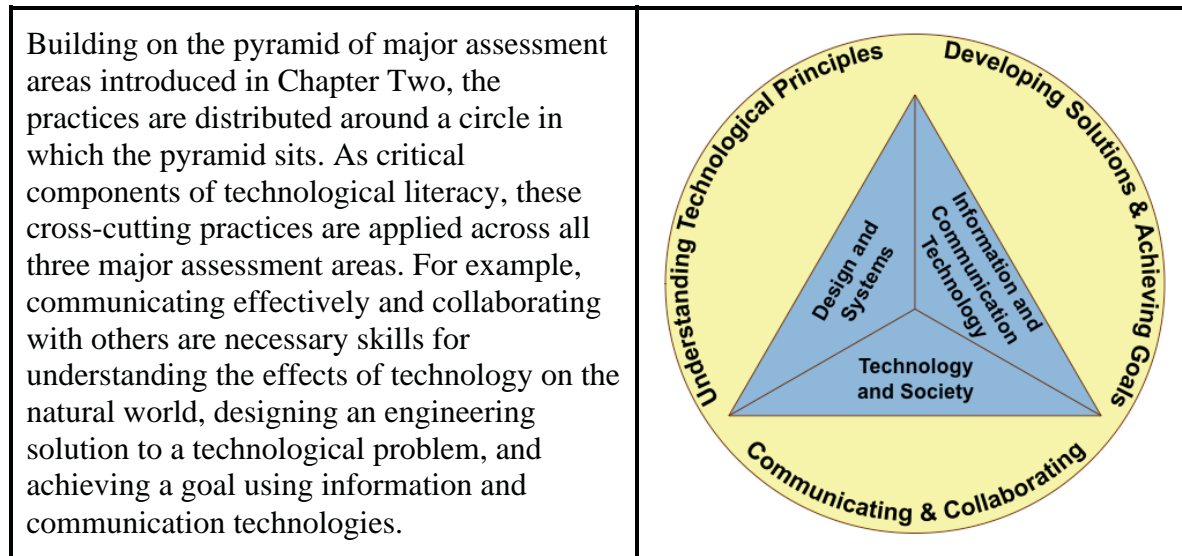 Building on the pyramid of major assessment
areas introduced in Chapter Two, the
practices are distributed around a circle in
which the pyramid sits. As critical
components of technological literacy, these
cross-cutting practices are applied across all
three major assessment areas. For example,
communicating effectively and collaborating
with others are necessary skills for
understanding the effects of technology on the
natural world, designing an engineering
solution to a technological problem, and
achieving a goal using information and
communication technologies.
Understanding Technological Principles
Developing Solutions & Achieving Goals
Communicating & Collaborating
Design and
Systems
Information and
Communication
Technology
Technology
and Society